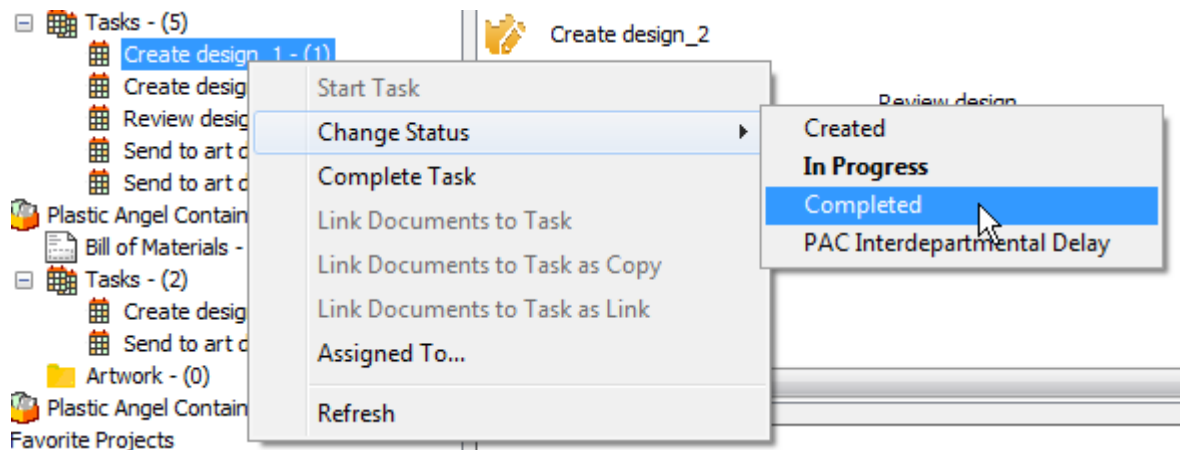 Tasks - (5)
Create design_1 - (1)
Create desig
Review desig
Send to art d
Send to art d
Plastic Angel Contain
Bill of Materials -
Tasks - (2)
Create desig
Send to art d
Artwork - (0)
Plastic Angel Contain
Favorite Projects
Start Task
Change Status
Complete Task
Link Documents to Task
Link Documents to Task as Copy
Link Documents to Task as Link
Assigned To...
Refresh
Create design_2
Review design
Created
In Progress
Completed
PAC Interdepartmental Delay